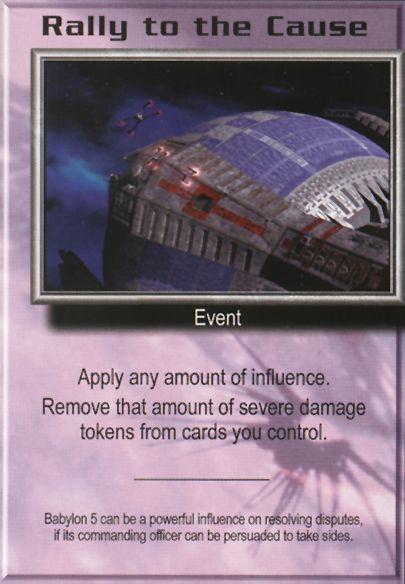 Rally to the Cause
Event
Apply any amount of influence.
Remove that amount of severe damage
tokens from cards you control.
Babylon 5 can be a powerful influence on resolving disputes,
if its commanding officer can be persuaded to take sides.